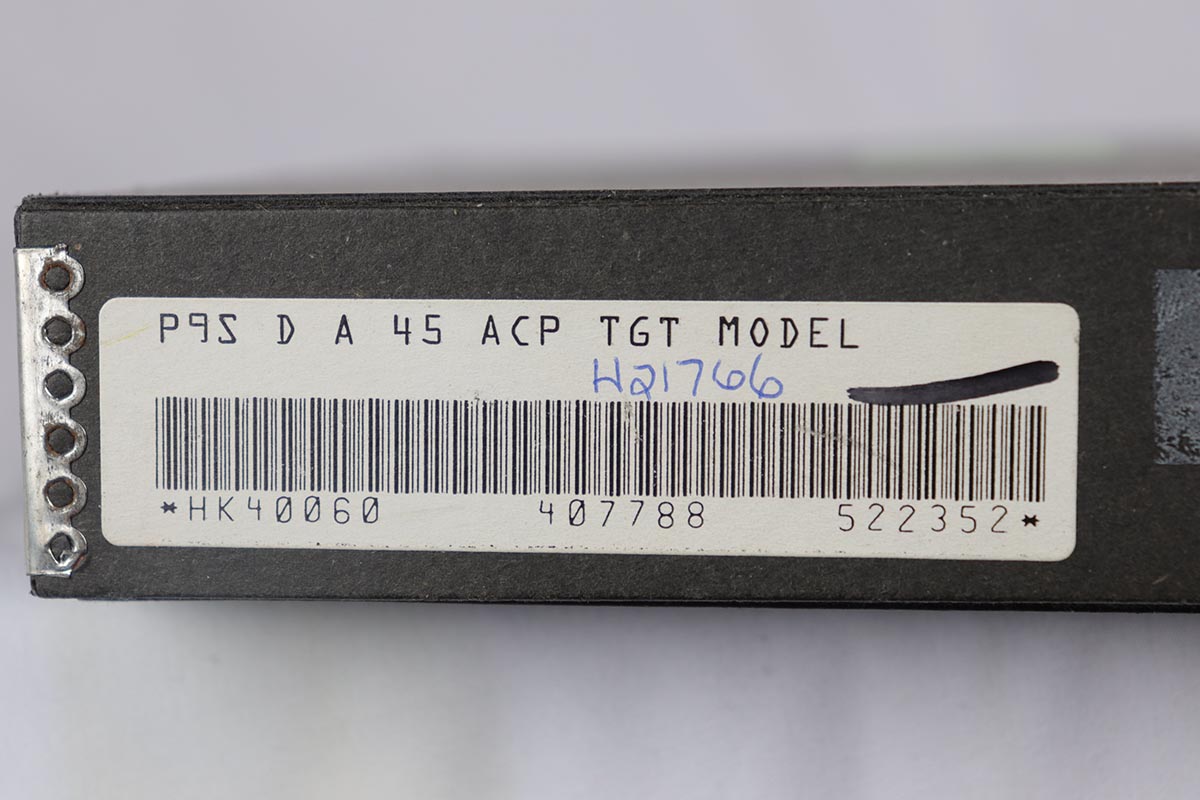 P9S D A 45 ACP TGT MODEL
H21766
*HK40060 407788 522352*